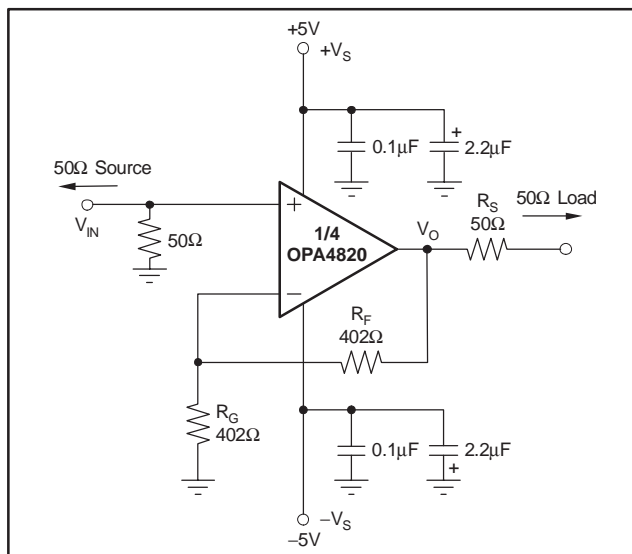 +5V
+V_S
0.1μF
2.2μF
+
50Ω Source
V_IN
50Ω
+
−
1/4
OPA4820
V_O
R_S
50Ω
50Ω Load
R_F
402Ω
R_G
402Ω
0.1μF
2.2μF
+
−V_S
−5V